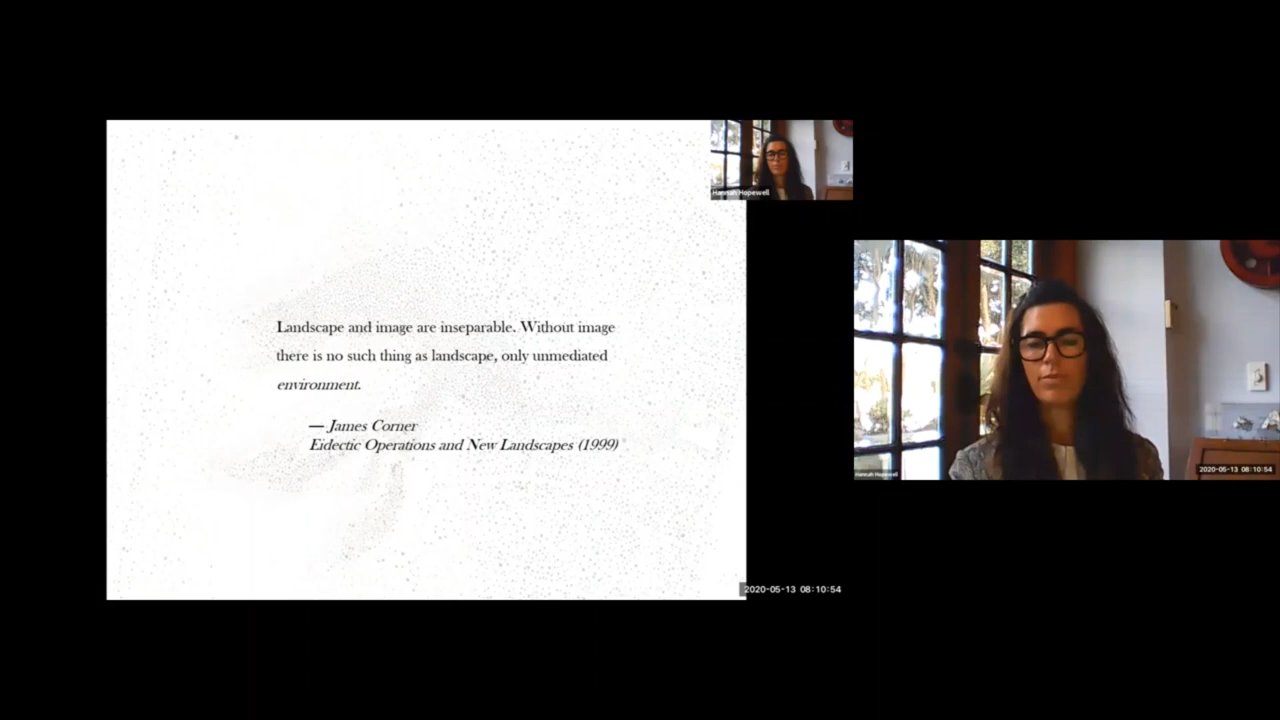 Landscape and image are inseparable. Without image
there is no such thing as landscape, only unmediated
environment.
— James Corner
Eidectic Operations and New Landscapes (1999)
Hannah Hopewell
2020-05-13 08:10:54
Hannah Hopewell
2020-05-13 08:10:54